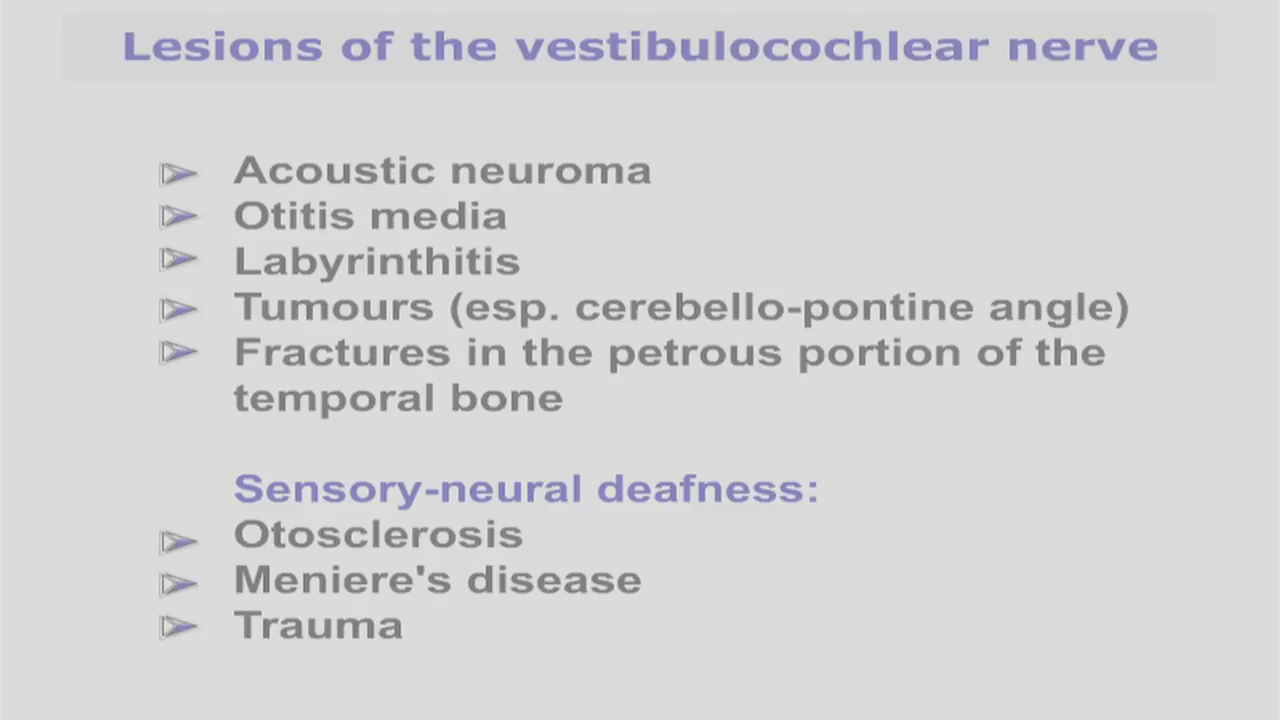 Lesions of the vestibulocochlear nerve
Acoustic neuroma
Otitis media
Labyrinthitis
Tumours (esp. cerebello-pontine angle)
Fractures in the petrous portion of the
temporal bone
Sensory-neural deafness:
Otosclerosis
Meniere's disease
Trauma